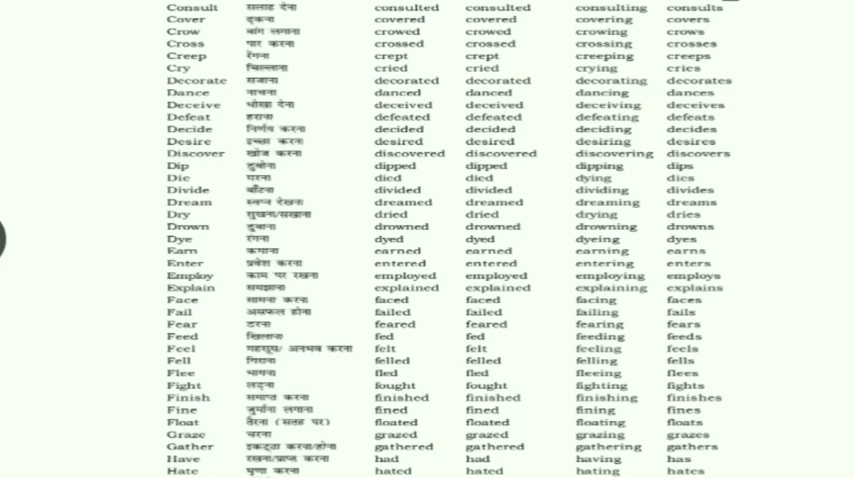 Consult सलाह देना consulted consulted consulting consults
Cover ढ़कना covered covered covering covers
Crow बांग लगाना crowed crowed crowing crows
Cross पार करना crossed crossed crossing crosses
Creep रेंगना crept crept creeping creeps
Cry चिल्लाना cried cried crying cries
Decorate सजाना decorated decorated decorating decorates
Dance नाचना danced danced dancing dances
Deceive धोखा देना deceived deceived deceiving deceives
Defeat हराना defeated defeated defeating defeats
Decide निर्णय करना decided decided deciding decides
Desire इच्छा करना desired desired desiring desires
Discover खोज करना discovered discovered discovering discovers
Dip डुबोना dipped dipped dipping dips
Die मरना died died dying dies
Divide बाँटना divided divided dividing divides
Dream स्वप्न देखना dreamed dreamed dreaming dreams
Dry सुखना/सुखाना dried dried drying dries
Drown डुबाना drowned drowned drowning drowns
Dye रंगना dyed dyed dyeing dyes
Earn कमाना earned earned earning earns
Enter प्रवेश करना entered entered entering enters
Employ काम पर रखना employed employed employing employs
Explain समझाना explained explained explaining explains
Face सामना करना faced faced facing faces
Fail असफल होना failed failed failing fails
Fear डरना feared feared fearing fears
Feed खिलाना fed fed feeding feeds
Feel महसूस/ अनभव करना felt felt feeling feels
Fell गिराना felled felled felling fells
Flee भागना fled fled fleeing flees
Fight लड़ना fought fought fighting fights
Finish समाप्त करना finished finished finishing finishes
Fine जुर्माना लगाना fined fined fining fines
Float तैरना (सतह पर) floated floated floating floats
Graze चरना grazed grazed grazing grazes
Gather इकट्ठा करना/होना gathered gathered gathering gathers
Have रखना/प्राप्त करना had had having has
Hate घृणा करना hated hated hating hates